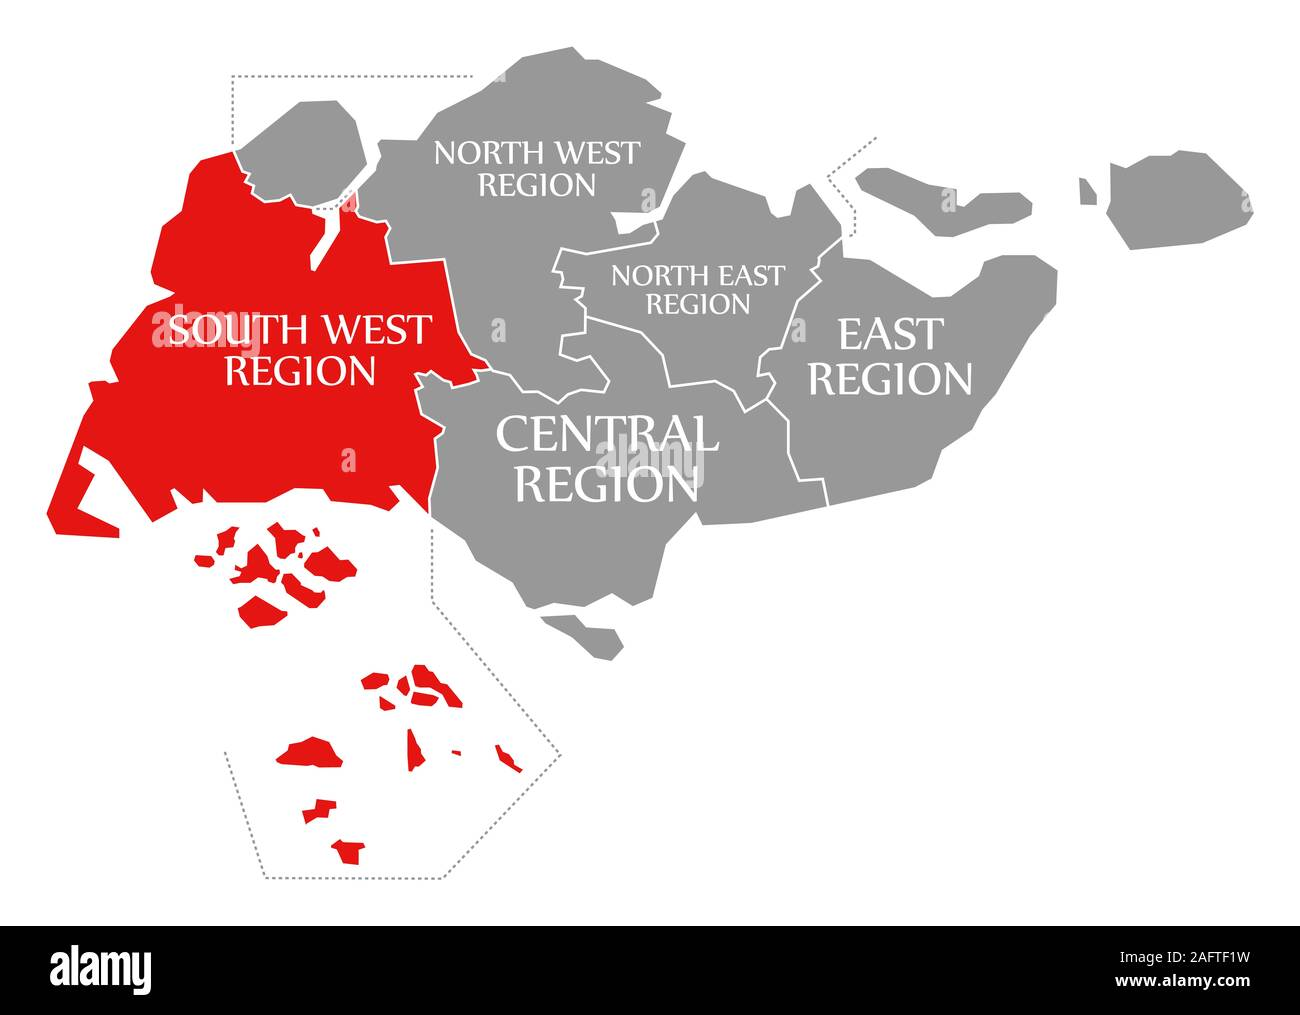 NORTH WEST
REGION
NORTH EAST
REGION
SOUTH WEST
REGION
EAST
REGION
CENTRAL
REGION
a
a
a
a
a
a
alamy
alamy
Image ID: 2AFTF1W
www.alamy.com